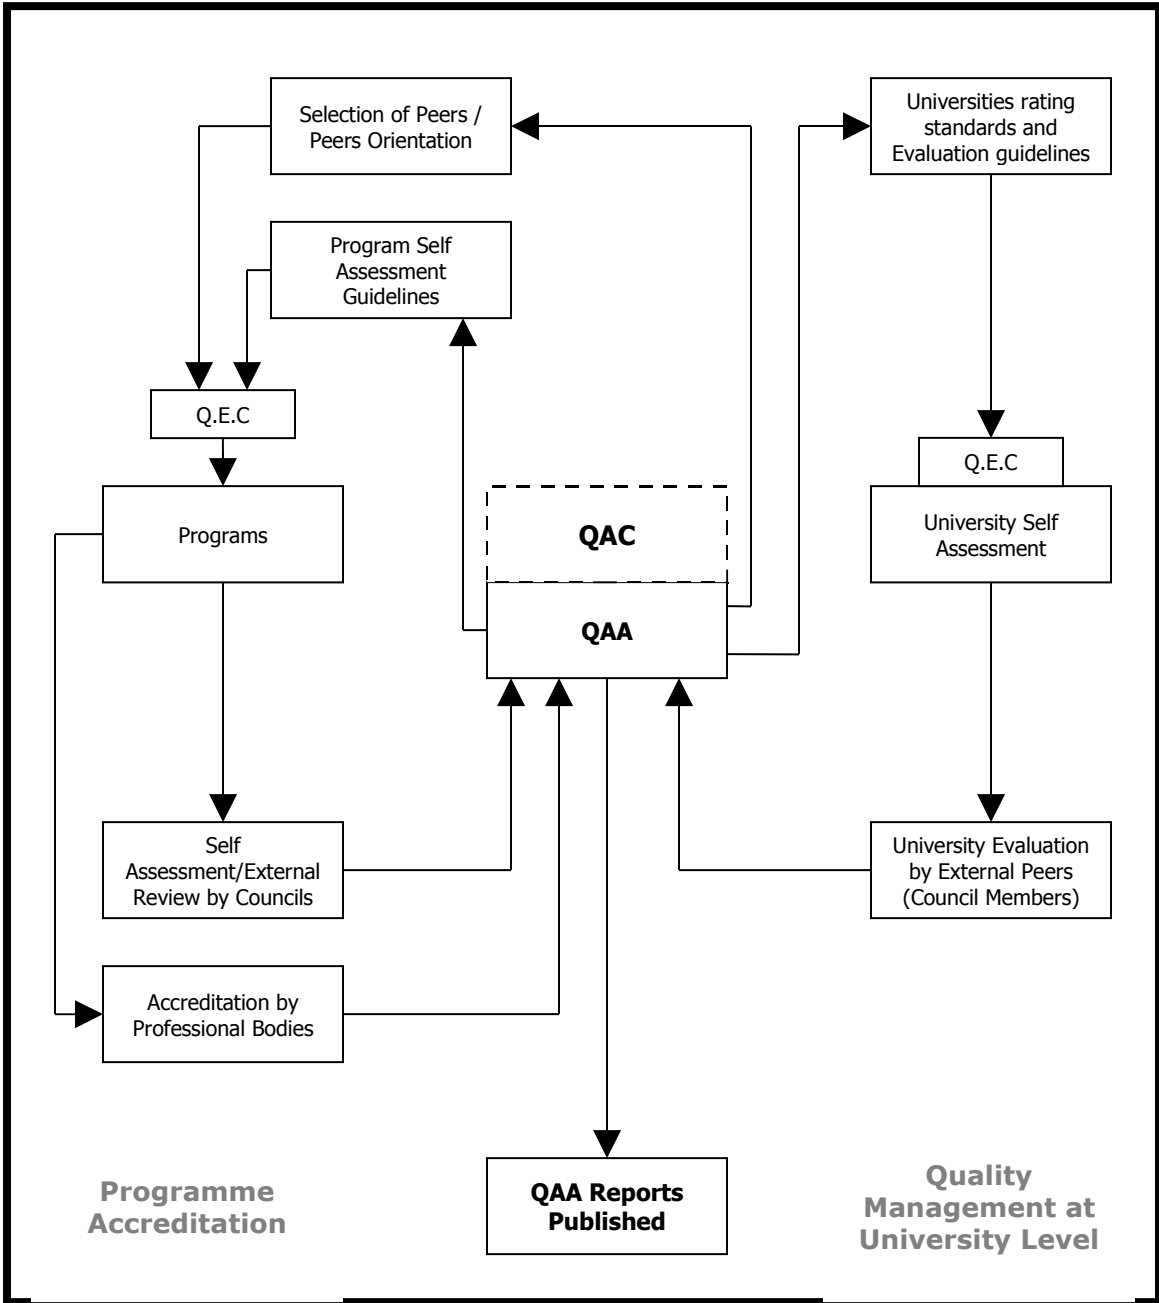 Selection of Peers /
Peers Orientation
Universities rating
standards and
Evaluation guidelines
Program Self
Assessment
Guidelines
Q.E.C
Q.E.C
Programs
QAC
University Self
Assessment
QAA
Self
Assessment/External
Review by Councils
University Evaluation
by External Peers
(Council Members)
Accreditation by
Professional Bodies
Programme
Accreditation
QAA Reports
Published
Quality
Management at
University Level